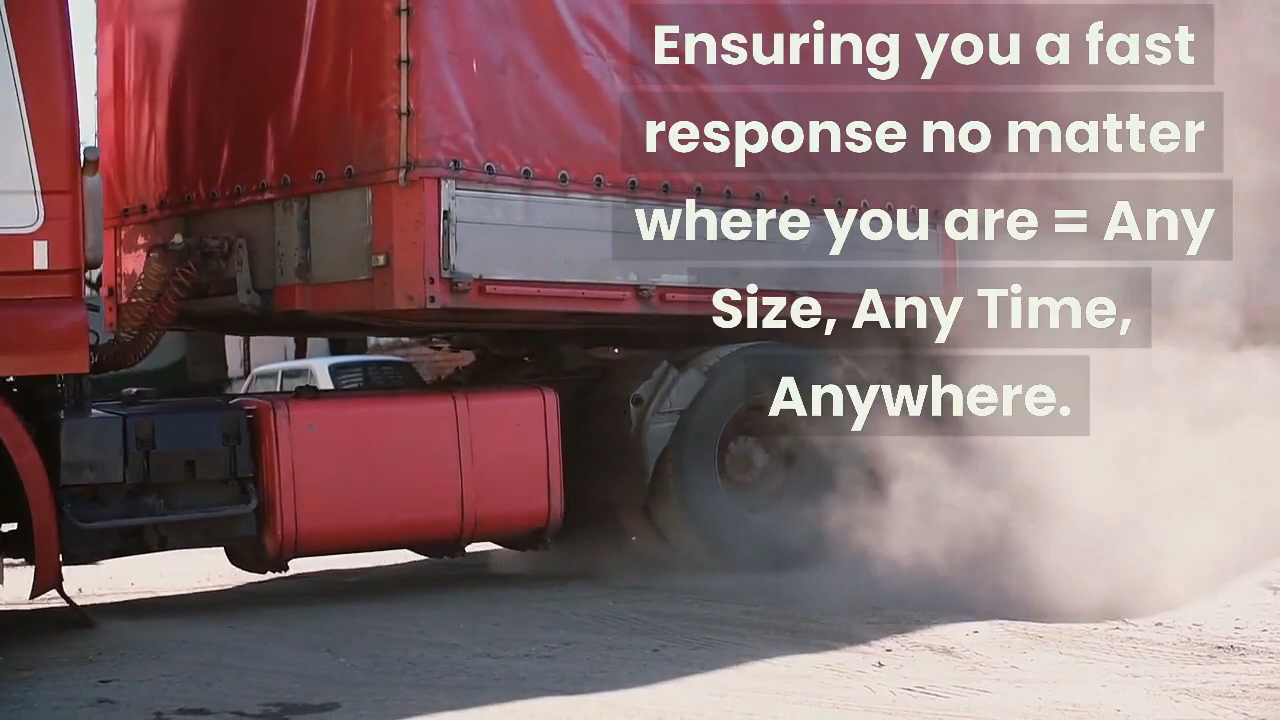 Ensuring you a fast
response no matter
where you are = Any
Size, Any Time,
Anywhere.